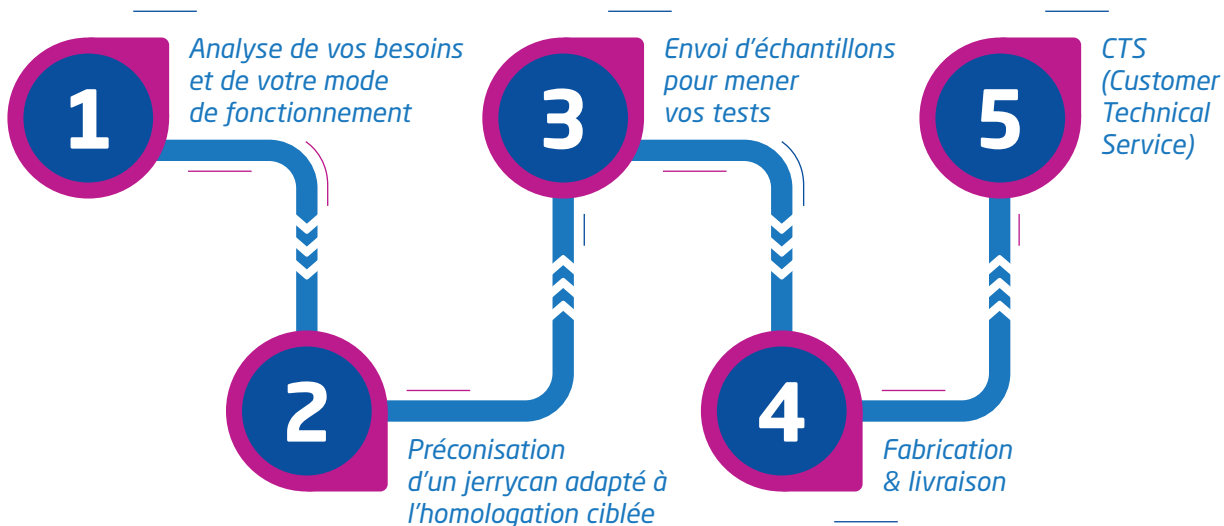 1
Analyse de vos besoins
et de votre mode
de fonctionnement
2
Préconisation
d'un jerrycan adapté à
l'homologation ciblée
3
Envoi d'échantillons
pour mener
vos tests
4
Fabrication
& livraison
5
CTS
(Customer
Technical
Service)